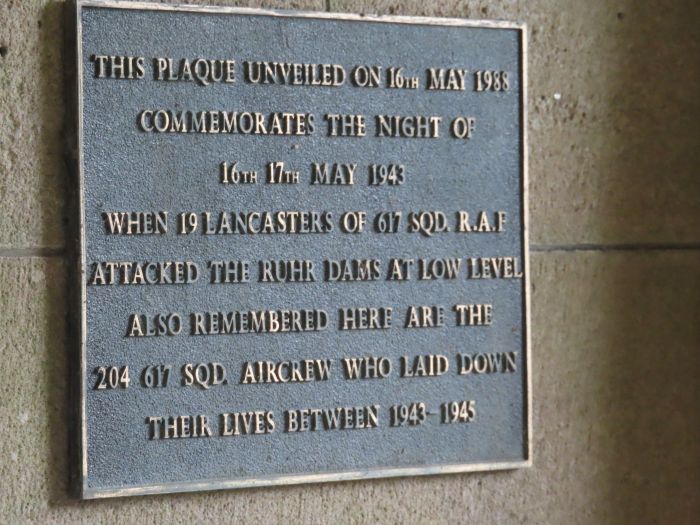 THIS PLAQUE UNVEILED ON 16TH MAY 1988
COMMEMORATES THE NIGHT OF
16TH 17TH MAY 1943
WHEN 19 LANCASTERS OF 617 SQD. R.A.F
ATTACKED THE RUHR DAMS AT LOW LEVEL
ALSO REMEMBERED HERE ARE THE
204 617 SQD. AIRCREW WHO LAID DOWN
THEIR LIVES BETWEEN 1943-1945